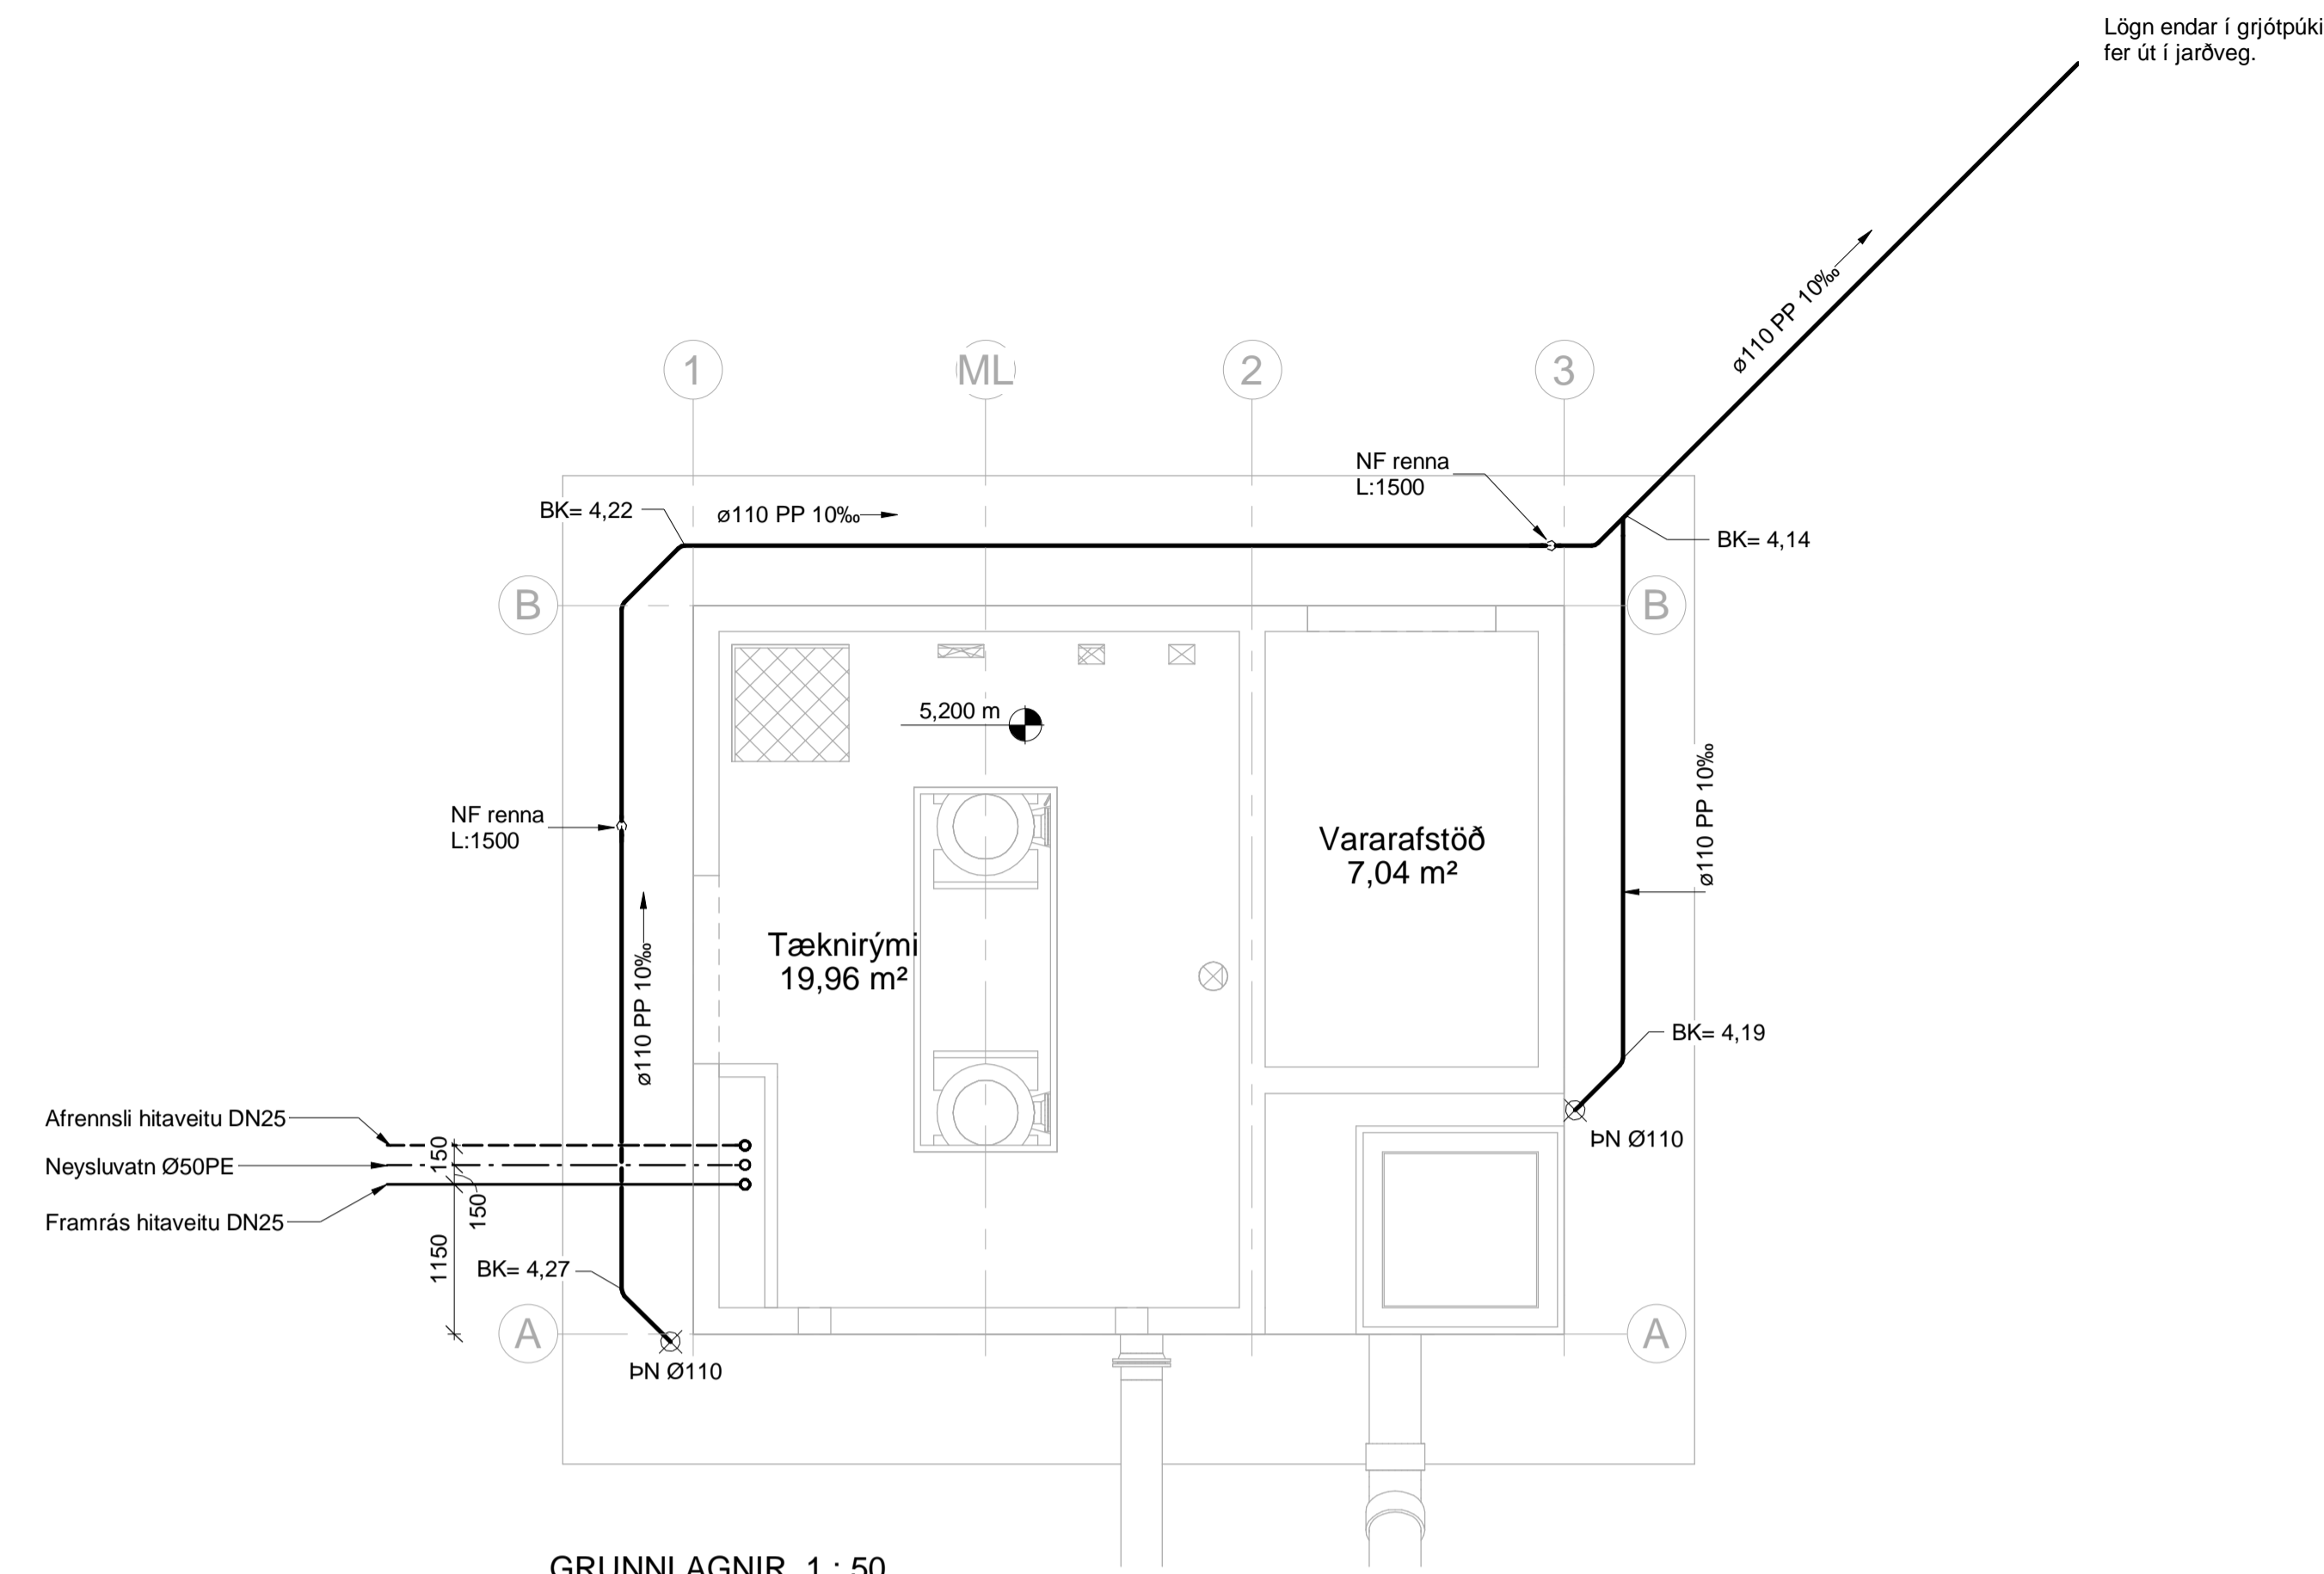 Lögn endar í grjótpúki
fer út í jarðveg.
ø110 PP 10‰
1
ML
2
3
NF renna
L:1500
BK= 4,22
ø110 PP 10‰
BK= 4,14
B
B
5,200 m
ø110 PP 10‰
NF renna
L:1500
Vararafstöð
7,04 m²
Tæknirými
19,96 m²
ø110 PP 10‰
BK= 4,19
Afrennsli hitaveitu DN25
150
ÞN Ø110
Neysluvatn Ø50PE
150
Framrás hitaveitu DN25
1150
BK= 4,27
A
A
ÞN Ø110
GRUNNLAGNIR 1 : 50